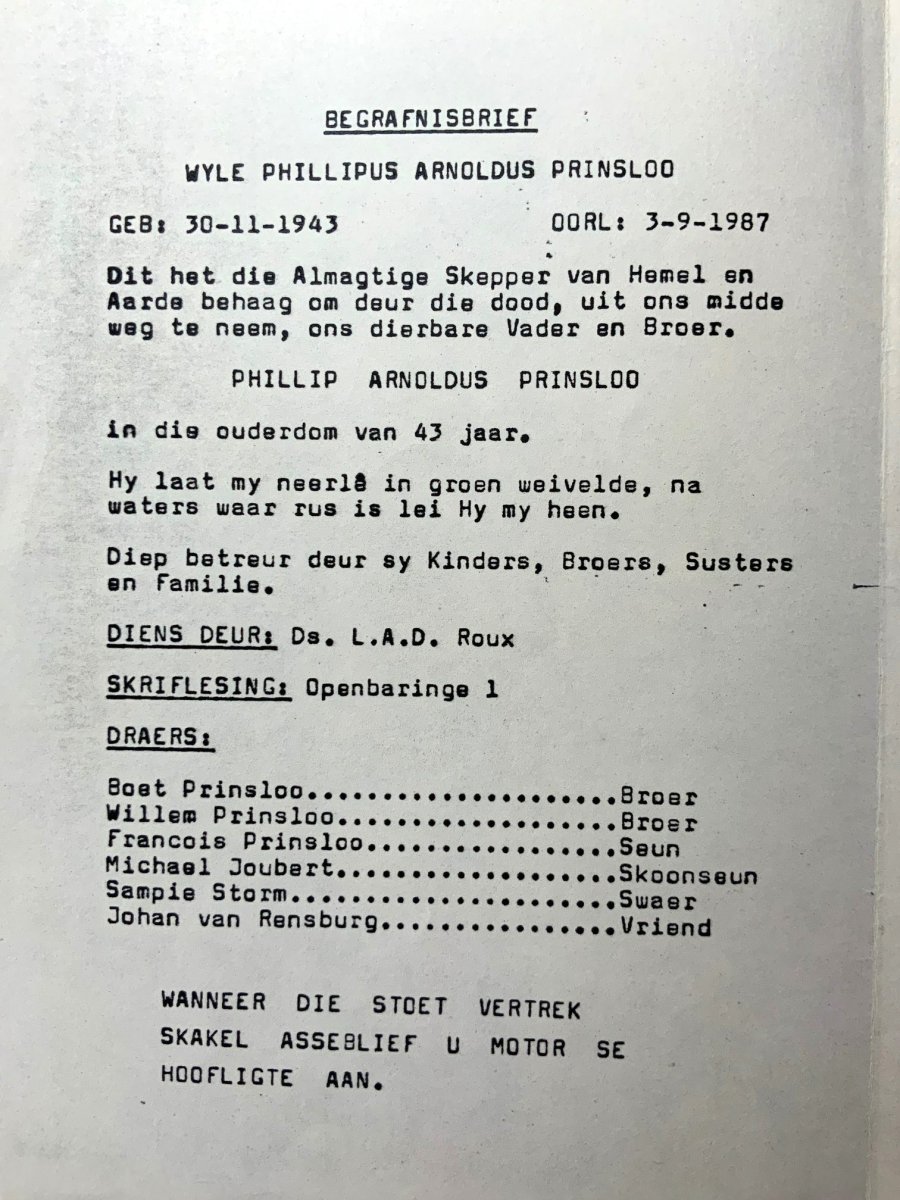 BEGRAFNISBRIEF
WYLE PHILLIPUS ARNOLDUS PRINSLOO
GEB: 30-11-1943 OORL: 3-9-1987
Dit het die Almagtige Skepper van Hemel en
Aarde behaag om deur die dood, uit ons midde
weg te neem, ons dierbare Vader en Broer.
PHILLIP ARNOLDUS PRINSLOO
in die ouderdom van 43 jaar.
Hy laat my neerlê in groen weivelde, na
waters waar rus is lei Hy my heen.
Diep betreur deur sy Kinders, Broers, Susters
en Familie.
DIENS DEUR: Ds. L.A.D. Roux
SKRIFLESING: Openbaringe 1
DRAERS:
Boet Prinsloo.....................Broer
Willem Prinsloo...................Broer
Francois Prinsloo.................Seun
Michael Joubert...................Skoonseun
Sampie Storm......................Swaer
Johan van Rensburg................Vriend
WANNEER DIE STOET VERTREK
SKAKEL ASSEBLIEF U MOTOR SE
HOOFLIGTE AAN.